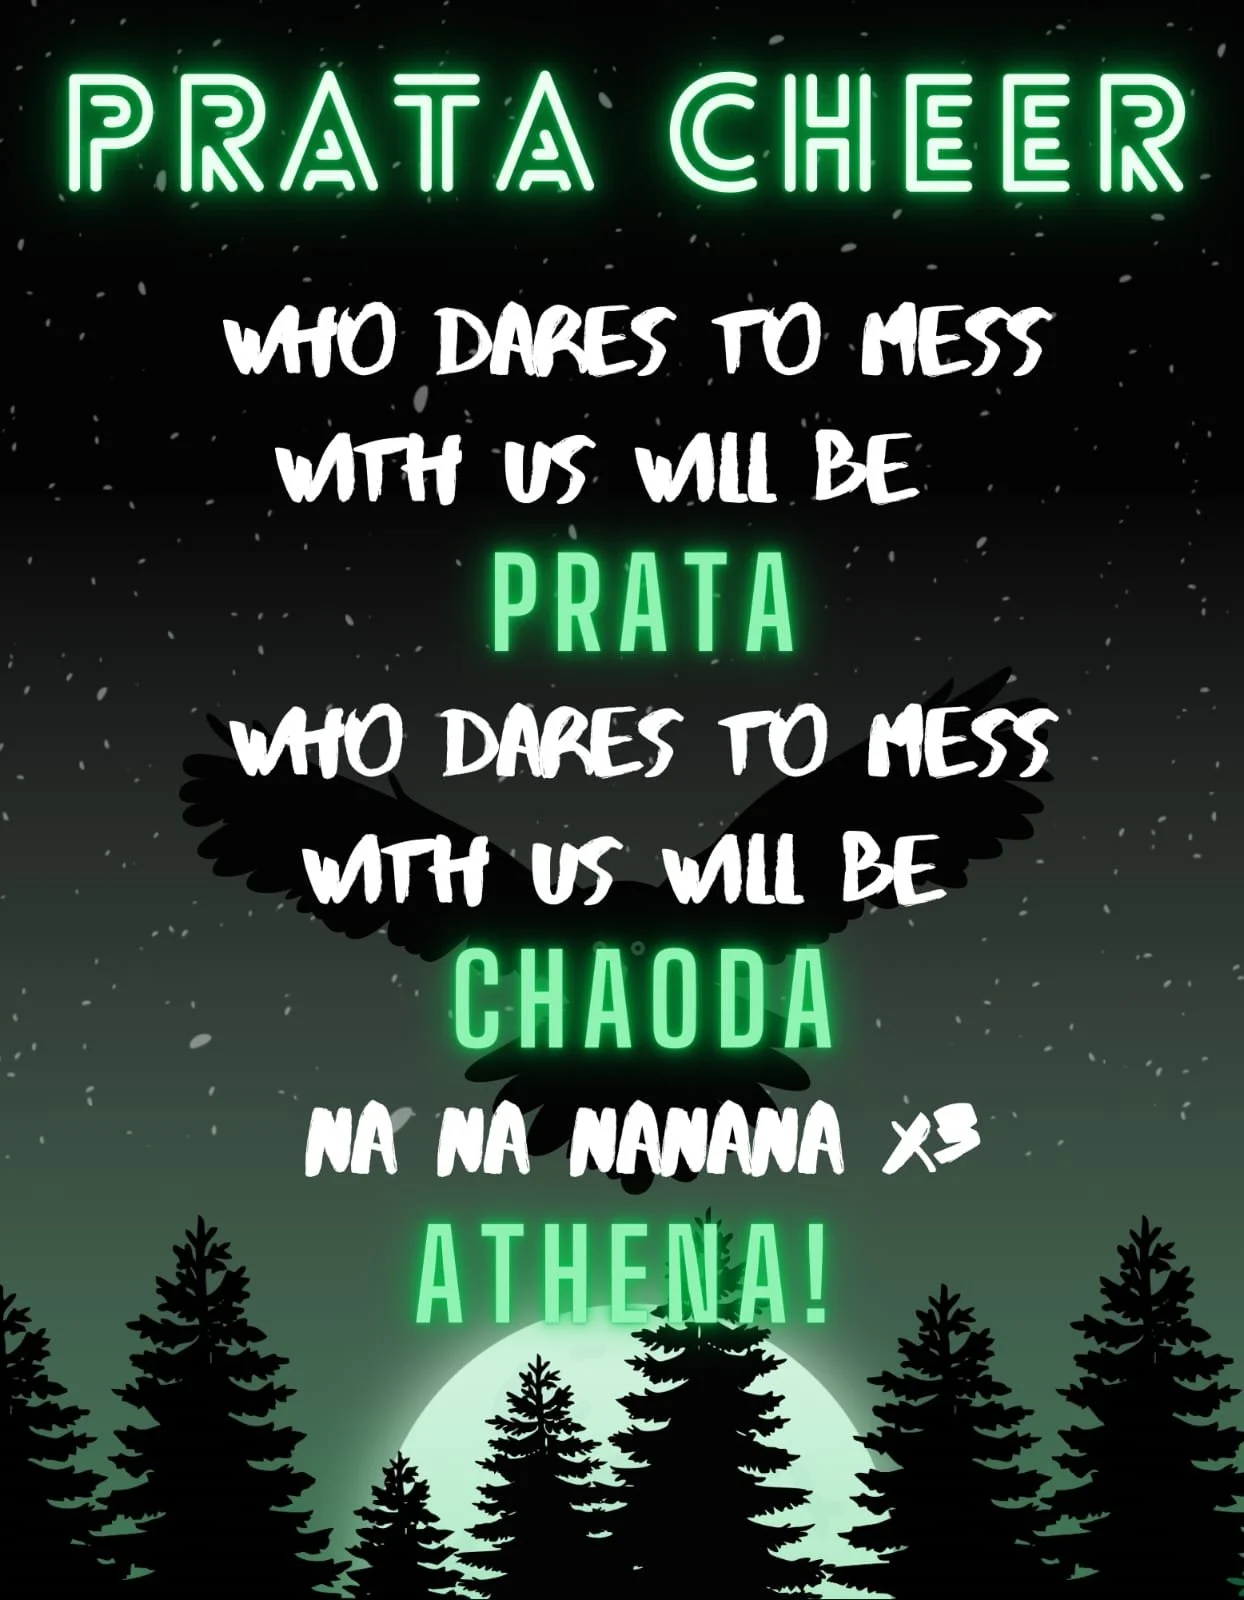 PRATA CHEER
WHO DARES TO MESS
WITH US WILL BE
PRATA
WHO DARES TO MESS
WITH US WILL BE
CHAODA
NA NA NANANA X3
ATHENA!